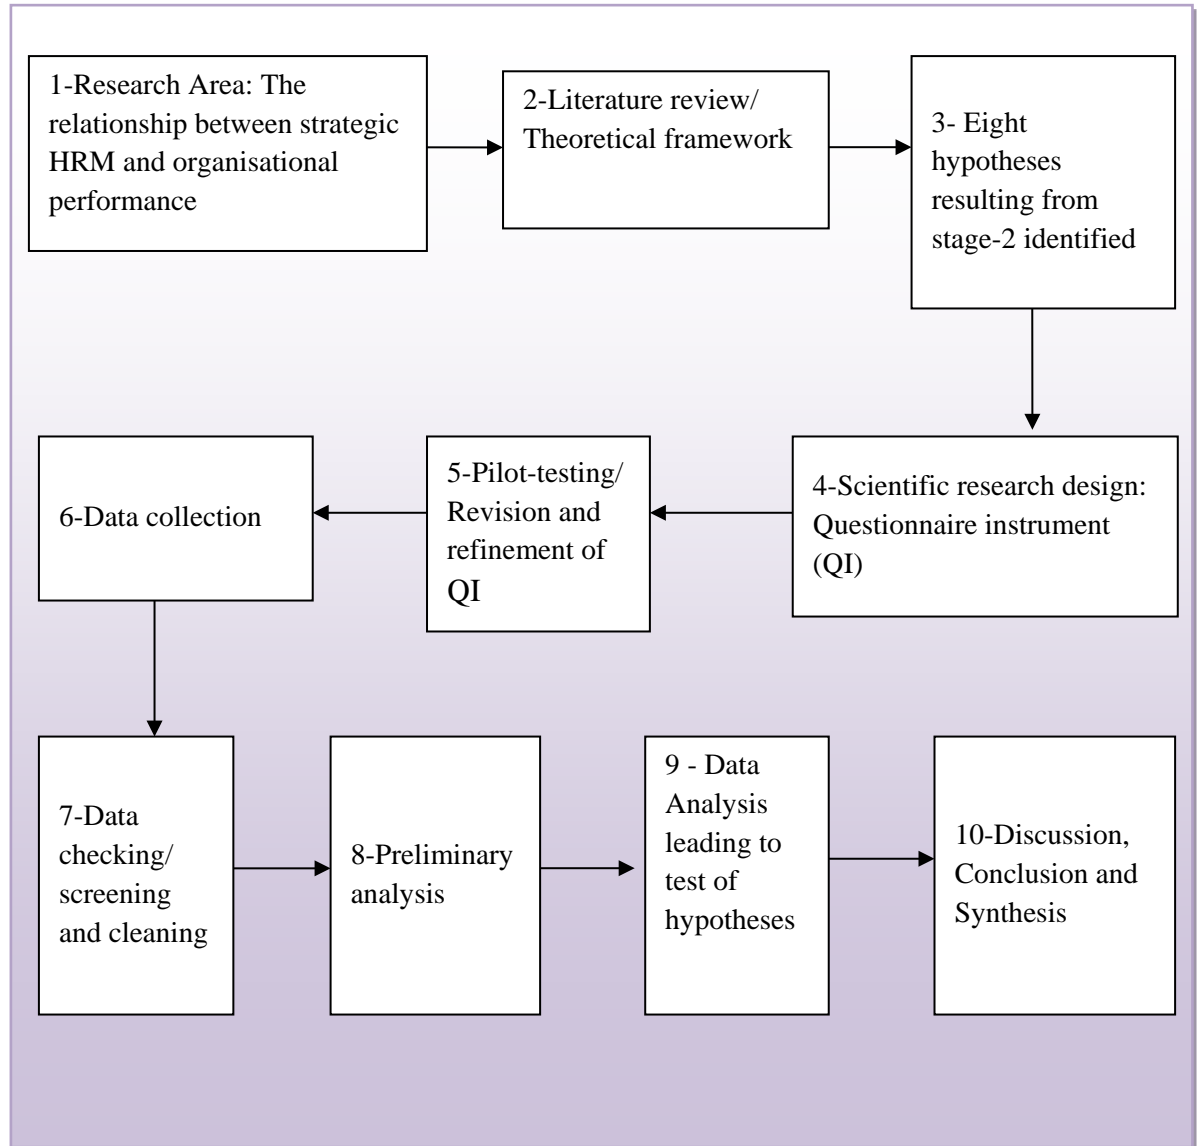 1-Research Area: The
relationship between strategic
HRM and organisational
performance
2-Literature review/
Theoretical framework
3- Eight
hypotheses
resulting from
stage-2 identified
4-Scientific research design:
Questionnaire instrument
(QI)
5-Pilot-testing/
Revision and
refinement of
QI
6-Data collection
7-Data
checking/
screening
and cleaning
8-Preliminary
analysis
9 - Data
Analysis
leading to
test of
hypotheses
10-Discussion,
Conclusion and
Synthesis